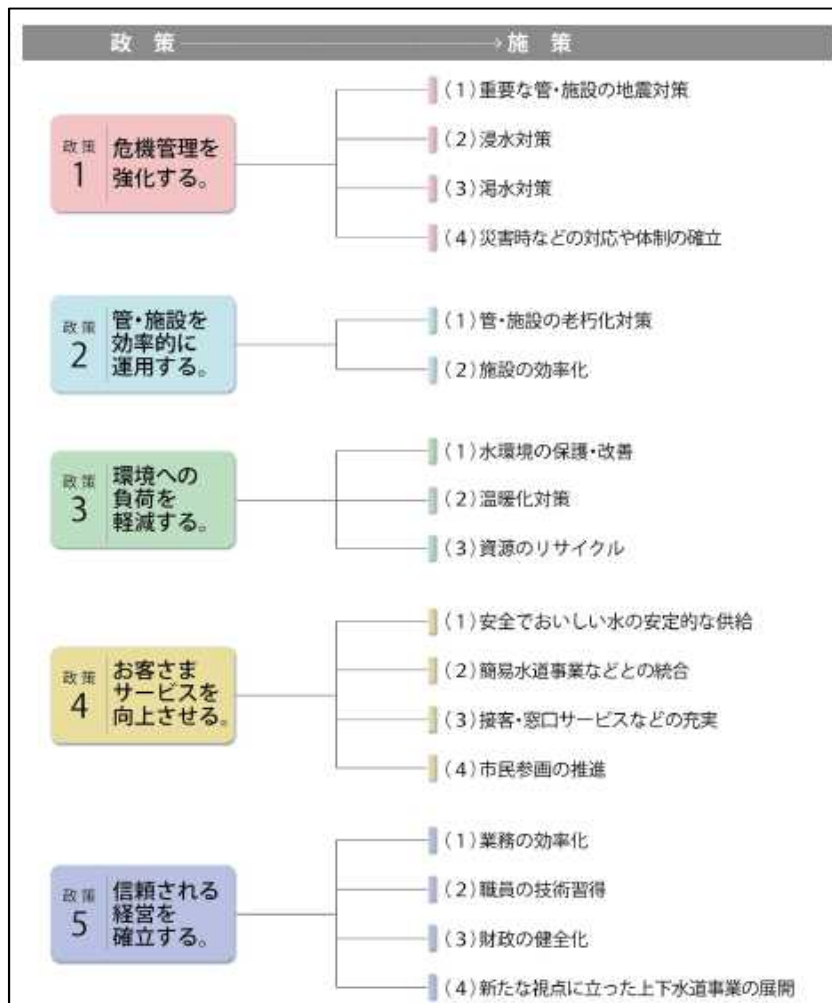 政策 → 施策
政策 1 危機管理を
強化する。
(1)重要な管・施設の地震対策
(2)浸水対策
(3)渇水対策
(4)災害時などの対応や体制の確立
政策 2 管・施設を
効率的に
運用する。
(1)管・施設の老朽化対策
(2)施設の効率化
政策 3 環境への
負荷を
軽減する。
(1)水環境の保護・改善
(2)温暖化対策
(3)資源のリサイクル
政策 4 お客さま
サービスを
向上させる。
(1)安全でおいしい水の安定的な供給
(2)簡易水道事業などとの統合
(3)接客・窓口サービスなどの充実
(4)市民参画の推進
政策 5 信頼される
経営を
確立する。
(1)業務の効率化
(2)職員の技術習得
(3)財政の健全化
(4)新たな視点に立った上下水道事業の展開